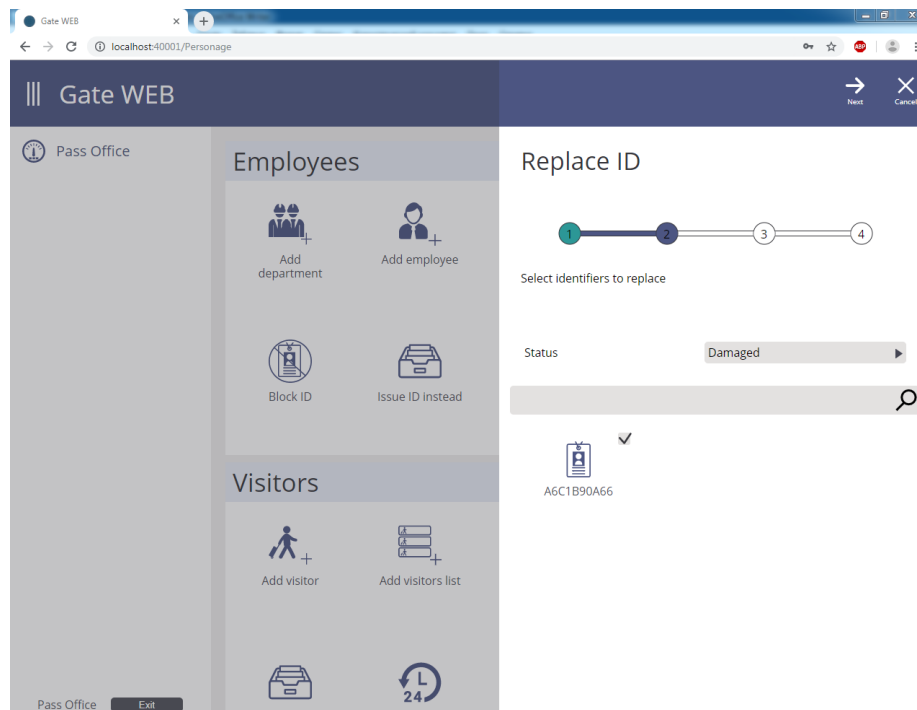 Gate WEB
localhost:40001/Personage
ABP
Gate WEB
Next
Cancel
Pass Office
Employees
Add
department
Add employee
Block ID
Issue ID instead
Visitors
Add visitor
Add visitors list
24
Pass Office
Exit
Replace ID
1
2
3
4
Select identifiers to replace
Status
Damaged
A6C1B90A66